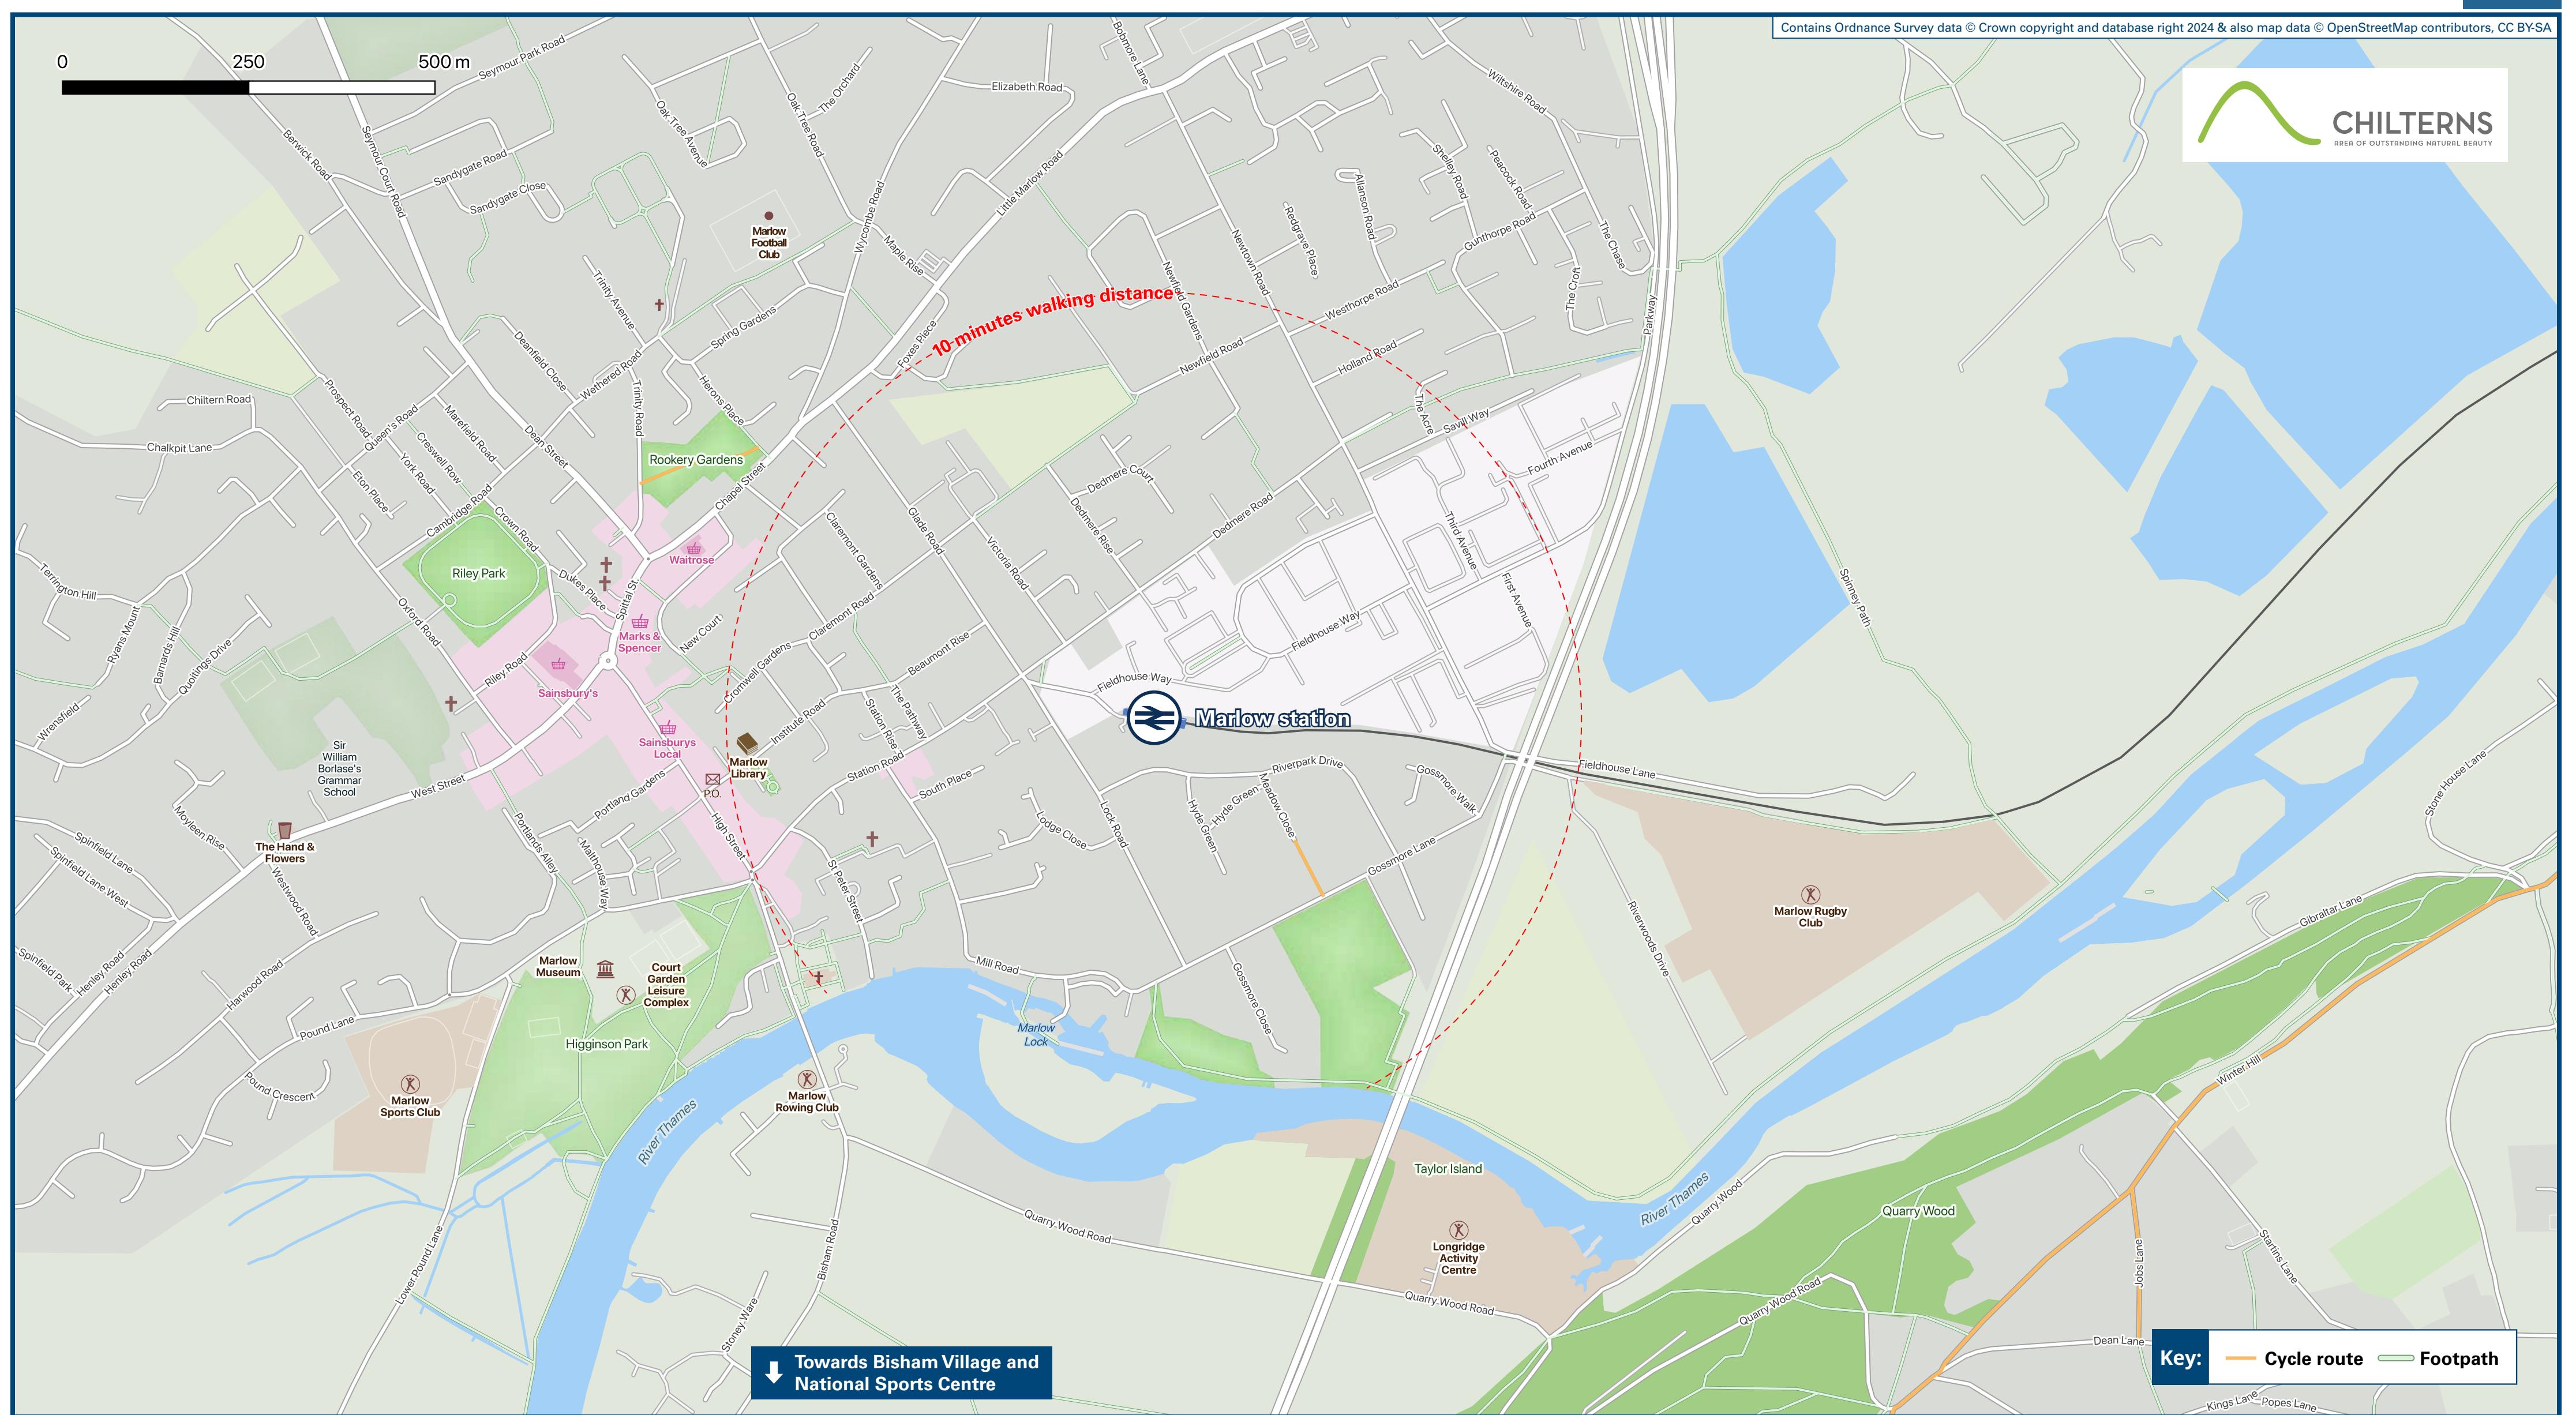 Contains Ordnance Survey data © Crown copyright and database right 2024 & also map data © OpenStreetMap contributors, CC BY-SA
0 250 500 m
CHILTERNS
AREA OF OUTSTANDING NATURAL BEAUTY
Seymour Park Road
Bobmore Lane
Elizabeth Road
The Orchard
Oak Tree Road
Oak Tree Avenue
Wiltshire Road
Berwick Road
Seymour Court Road
Sandygate Road
Sandygate Close
Little Marlow Road
Wycombe Road
Shelley Road
Peacock Road
Allanson Road
Redgrave Place
Gunthorpe Road
The Chase
The Croft
Marlow
Football
Club
Maple Rise
Newtown Road
Newfield Gardens
Westhorpe Road
Parkway
Trinity Avenue
Spring Gardens
Foxes Piece
10 minutes walking distance
Newfield Road
Holland Road
Deanfield Close
Wethered Road
Trinity Road
Herons Place
Prospect Road
Queen's Road
Marefield Road
Chiltern Road
Chalkpit Lane
Creswell Row
York Road
Eton Place
Dean Street
Cambridge Road
Crown Road
Rookery Gardens
Chapel Street
The Acre
Savill Way
Fourth Avenue
Dedmere Court
Dedmere Rise
Dedmere Road
Third Avenue
First Avenue
Glade Road
Victoria Road
Claremont Gardens
Claremont Road
Waitrose
Riley Park
Dukes Place
Spittal St.
Marks &
Spencer
New Court
Oxford Road
Terrington Hill
Ryans Mount
Barnards Hill
Quoitings Drive
Wrensfield
Riley Road
Sainsbury's
Cromwell Gardens
Beaumont Rise
Fieldhouse Way
Fieldhouse Way
Marlow station
Spinney Path
Sainsburys
Local
Institute Road
The Pathway
Station Rise
Station Road
South Place
Marlow
Library
P.O.
Sir
William
Borlase's
Grammar
School
West Street
Portland Gardens
High Street
Riverpark Drive
Gossmore Walk
Fieldhouse Lane
Stone House Lane
Moyleen Rise
The Hand &
Flowers
Portlands Alley
Malthouse Way
St Peter Street
Lodge Close
Lock Road
Hyde Green
Hyde Green
Meadow Close
Gossmore Lane
Spinfield Lane
Spinfield Lane West
Westwood Road
Spinfield Park
Henley Road
Henley Road
Harwood Road
Marlow
Museum
Court
Garden
Leisure
Complex
Mill Road
Gossmore Close
Riverwoods Drive
Marlow Rugby
Club
Gibraltar Lane
Pound Lane
Pound Crescent
Higginson Park
Marlow
Lock
Marlow
Sports Club
Marlow
Rowing Club
River Thames
Winter Hill
Taylor Island
River Thames
Quarry Wood
Quarry Wood
Longridge
Activity
Centre
Quarry Wood Road
Quarry Wood Road
Quarry Wood Road
Lower Pound Lane
Bisham Road
Stoney Ware
Jobs Lane
Startins Lane
Dean Lane
Kings Lane
Popes Lane
Towards Bisham Village and
National Sports Centre
Key: Cycle route Footpath